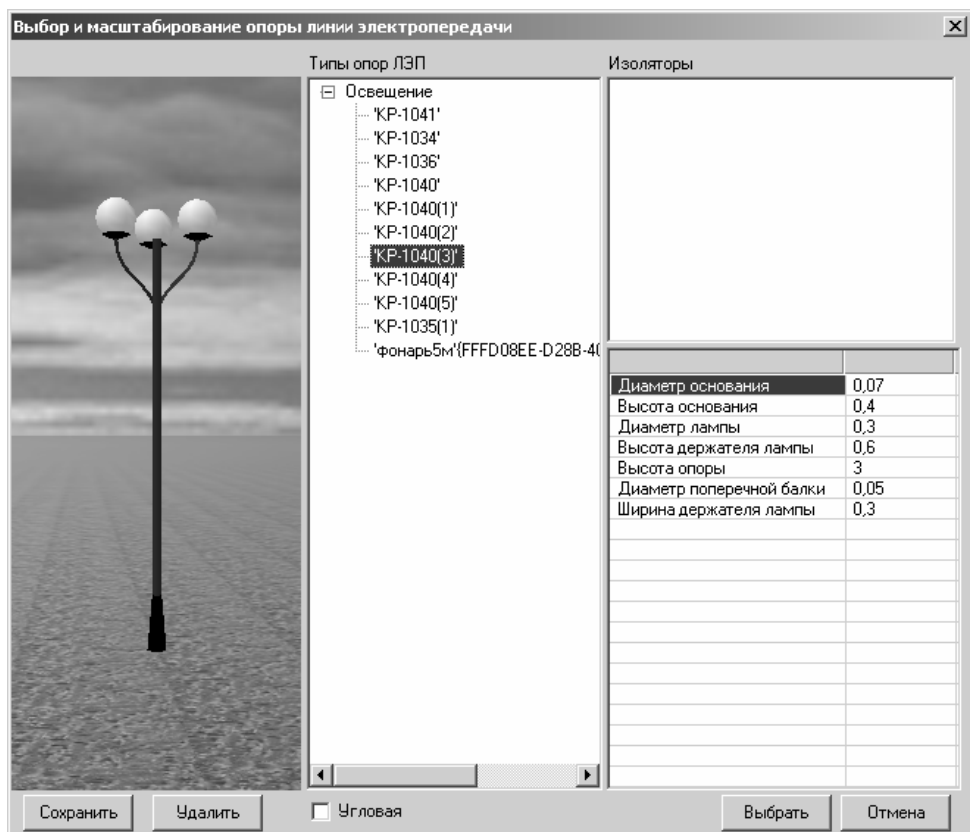 Выбор и масштабирование опоры линии электропередачи
Типы опор ЛЭП
Освещение
'КР-1041'
'КР-1034'
'КР-1036'
'КР-1040'
'КР-1040(1)'
'КР-1040(2)'
'КР-1040(3)'
'КР-1040(4)'
'КР-1040(5)'
'КР-1035(1)'
'фонарь5м'{FFFD08EE-D28B-40
Изоляторы
Диаметр основания 0,07
Высота основания 0,4
Диаметр лампы 0,3
Высота держателя лампы 0,6
Высота опоры 3
Диаметр поперечной балки 0,05
Ширина держателя лампы 0,3
Сохранить Удалить Угловая Выбрать Отмена